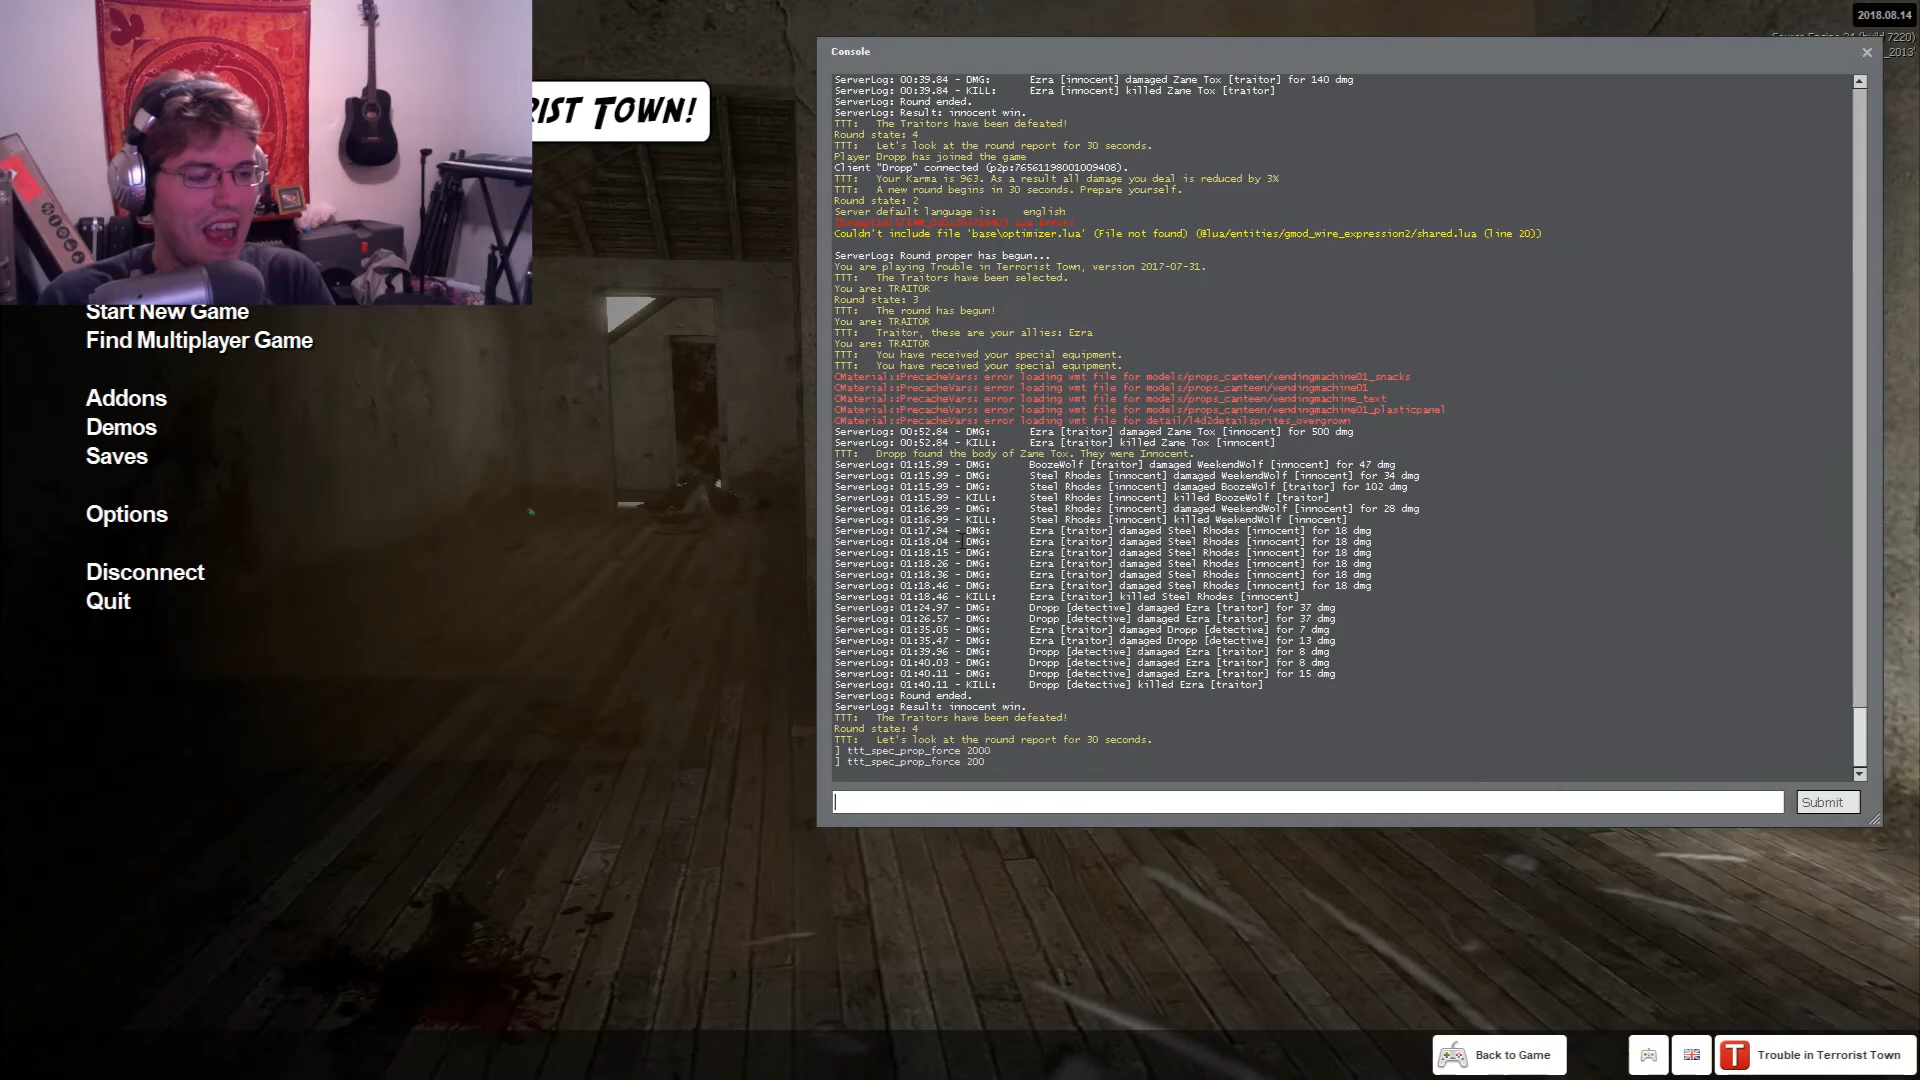 2018.08.14
7220)
_2013'
RIST TOWN!
Start New Game
Find Multiplayer Game
Addons
Demos
Saves
Options
Disconnect
Quit
Console
ServerLog: 00:39.84 - DMG: Ezra [innocent] damaged Zane Tox [traitor] for 140 dmg
ServerLog: 00:39.84 - KILL: Ezra [innocent] killed Zane Tox [traitor]
ServerLog: Round ended.
ServerLog: Result: innocent win.
TTT: The Traitors have been defeated!
Round state: 4
TTT: Let's look at the round report for 30 seconds.
Player Dropp has joined the game
Client "Dropp" connected (p2p:76561198001009408).
TTT: Your Karma is 963. As a result all damage you deal is reduced by 3%
TTT: A new round begins in 30 seconds. Prepare yourself.
Round state: 2
Server default language is: english
Couldn't include file 'base\optimizer.lua' (File not found) (@lua/entities/gmod_wire_expression2/shared.lua (line 20))
ServerLog: Round proper has begun...
You are playing Trouble in Terrorist Town, version 2017-07-31.
TTT: The Traitors have been selected.
You are: TRAITOR
Round state: 3
TTT: The round has begun!
You are: TRAITOR
TTT: Traitor, these are your allies: Ezra
You are: TRAITOR
TTT: You have received your special equipment.
TTT: You have received your special equipment.
CMaterial::PrecacheVars: error loading vmt file for models/props_canteen/vendingmachine01_snacks
CMaterial::PrecacheVars: error loading vmt file for models/props_canteen/vendingmachine01
CMaterial::PrecacheVars: error loading vmt file for models/props_canteen/vendingmachine_text
CMaterial::PrecacheVars: error loading vmt file for models/props_canteen/vendingmachine01_plasticpanel
CMaterial::PrecacheVars: error loading vmt file for detail/l4d2detailsprites_overgrown
ServerLog: 00:52.84 - DMG: Ezra [traitor] damaged Zane Tox [innocent] for 500 dmg
ServerLog: 00:52.84 - KILL: Ezra [traitor] killed Zane Tox [innocent]
TTT: Dropp found the body of Zane Tox. They were Innocent.
ServerLog: 01:15.99 - DMG: BoozeWolf [traitor] damaged WeekendWolf [innocent] for 47 dmg
ServerLog: 01:15.99 - DMG: Steel Rhodes [innocent] damaged WeekendWolf [innocent] for 34 dmg
ServerLog: 01:15.99 - DMG: Steel Rhodes [innocent] damaged BoozeWolf [traitor] for 102 dmg
ServerLog: 01:15.99 - KILL: Steel Rhodes [innocent] killed BoozeWolf [traitor]
ServerLog: 01:16.99 - DMG: Steel Rhodes [innocent] damaged WeekendWolf [innocent] for 28 dmg
ServerLog: 01:16.99 - KILL: Steel Rhodes [innocent] killed WeekendWolf [innocent]
ServerLog: 01:17.94 - DMG: Ezra [traitor] damaged Steel Rhodes [innocent] for 18 dmg
ServerLog: 01:18.04 - DMG: Ezra [traitor] damaged Steel Rhodes [innocent] for 18 dmg
ServerLog: 01:18.15 - DMG: Ezra [traitor] damaged Steel Rhodes [innocent] for 18 dmg
ServerLog: 01:18.26 - DMG: Ezra [traitor] damaged Steel Rhodes [innocent] for 18 dmg
ServerLog: 01:18.36 - DMG: Ezra [traitor] damaged Steel Rhodes [innocent] for 18 dmg
ServerLog: 01:18.46 - DMG: Ezra [traitor] damaged Steel Rhodes [innocent] for 18 dmg
ServerLog: 01:18.46 - KILL: Ezra [traitor] killed Steel Rhodes [innocent]
ServerLog: 01:24.97 - DMG: Dropp [detective] damaged Ezra [traitor] for 37 dmg
ServerLog: 01:26.57 - DMG: Dropp [detective] damaged Ezra [traitor] for 37 dmg
ServerLog: 01:35.05 - DMG: Ezra [traitor] damaged Dropp [detective] for 7 dmg
ServerLog: 01:35.47 - DMG: Ezra [traitor] damaged Dropp [detective] for 13 dmg
ServerLog: 01:39.96 - DMG: Dropp [detective] damaged Ezra [traitor] for 8 dmg
ServerLog: 01:40.03 - DMG: Dropp [detective] damaged Ezra [traitor] for 8 dmg
ServerLog: 01:40.11 - DMG: Dropp [detective] damaged Ezra [traitor] for 15 dmg
ServerLog: 01:40.11 - KILL: Dropp [detective] killed Ezra [traitor]
ServerLog: Round ended.
ServerLog: Result: innocent win.
TTT: The Traitors have been defeated!
Round state: 4
TTT: Let's look at the round report for 30 seconds.
] ttt_spec_prop_force 2000
] ttt_spec_prop_force 200
Submit
Back to Game
T Trouble in Terrorist Town